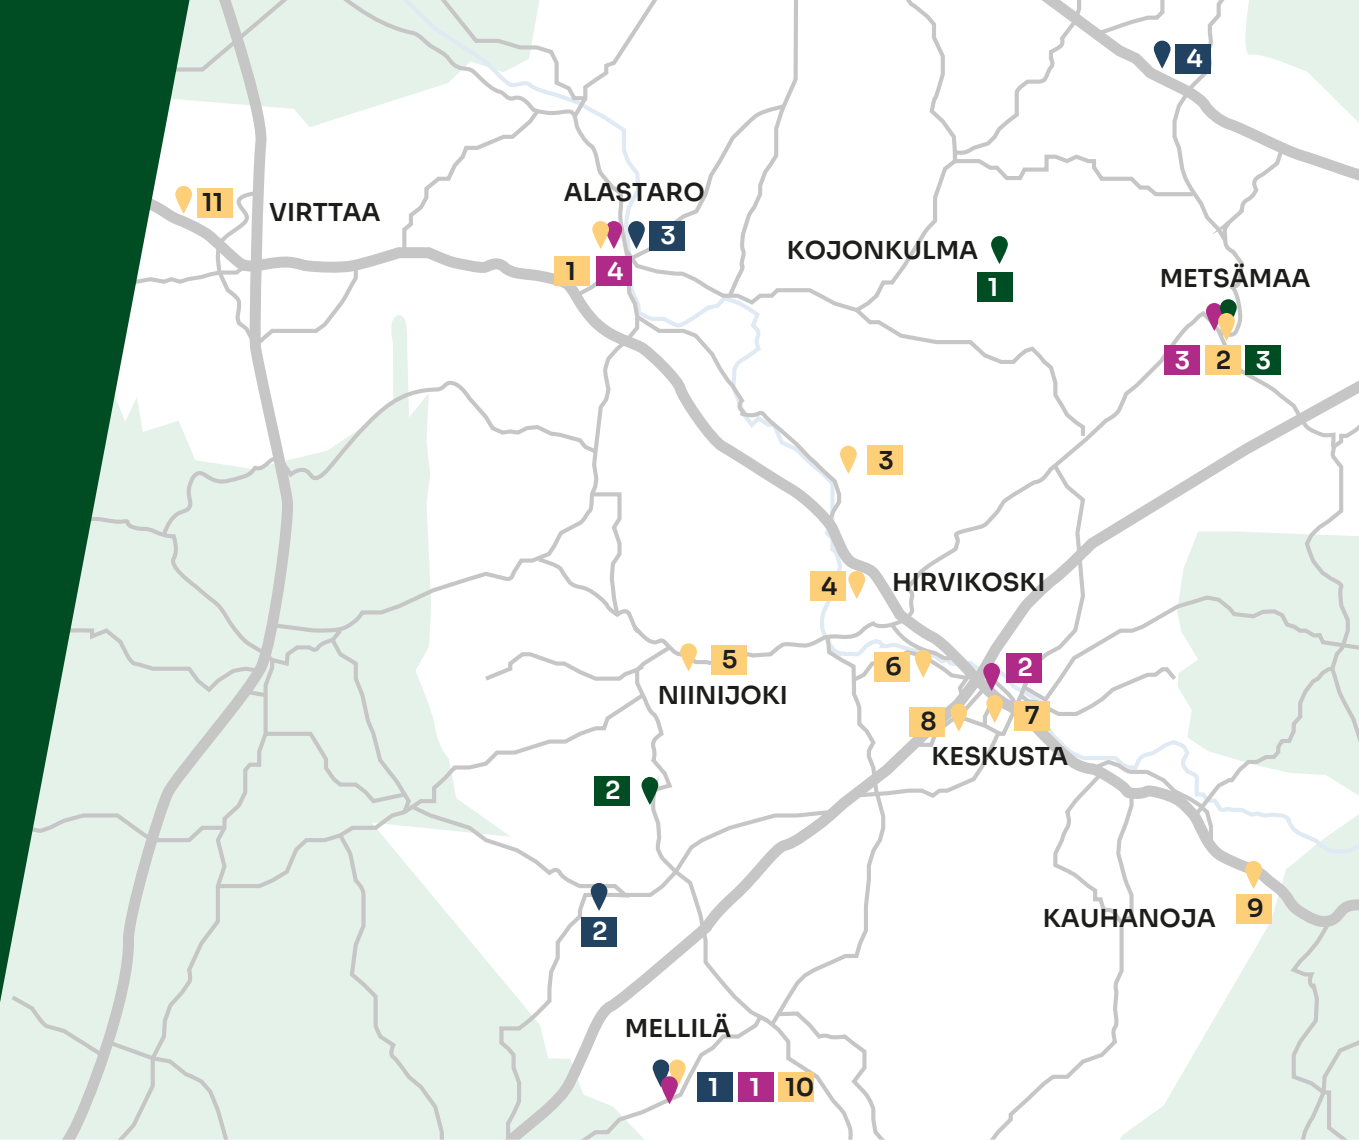 4
11
VIRTTAA
ALASTARO
3
1 4
KOJONKULMA
1
METSÄMAA
3 2 3
3
4
HIRVIKOSKI
5
NIINIJOKI
6
2
8
7
KESKUSTA
2
9
KAUHANOJA
2
MELLILÄ
1 1 10